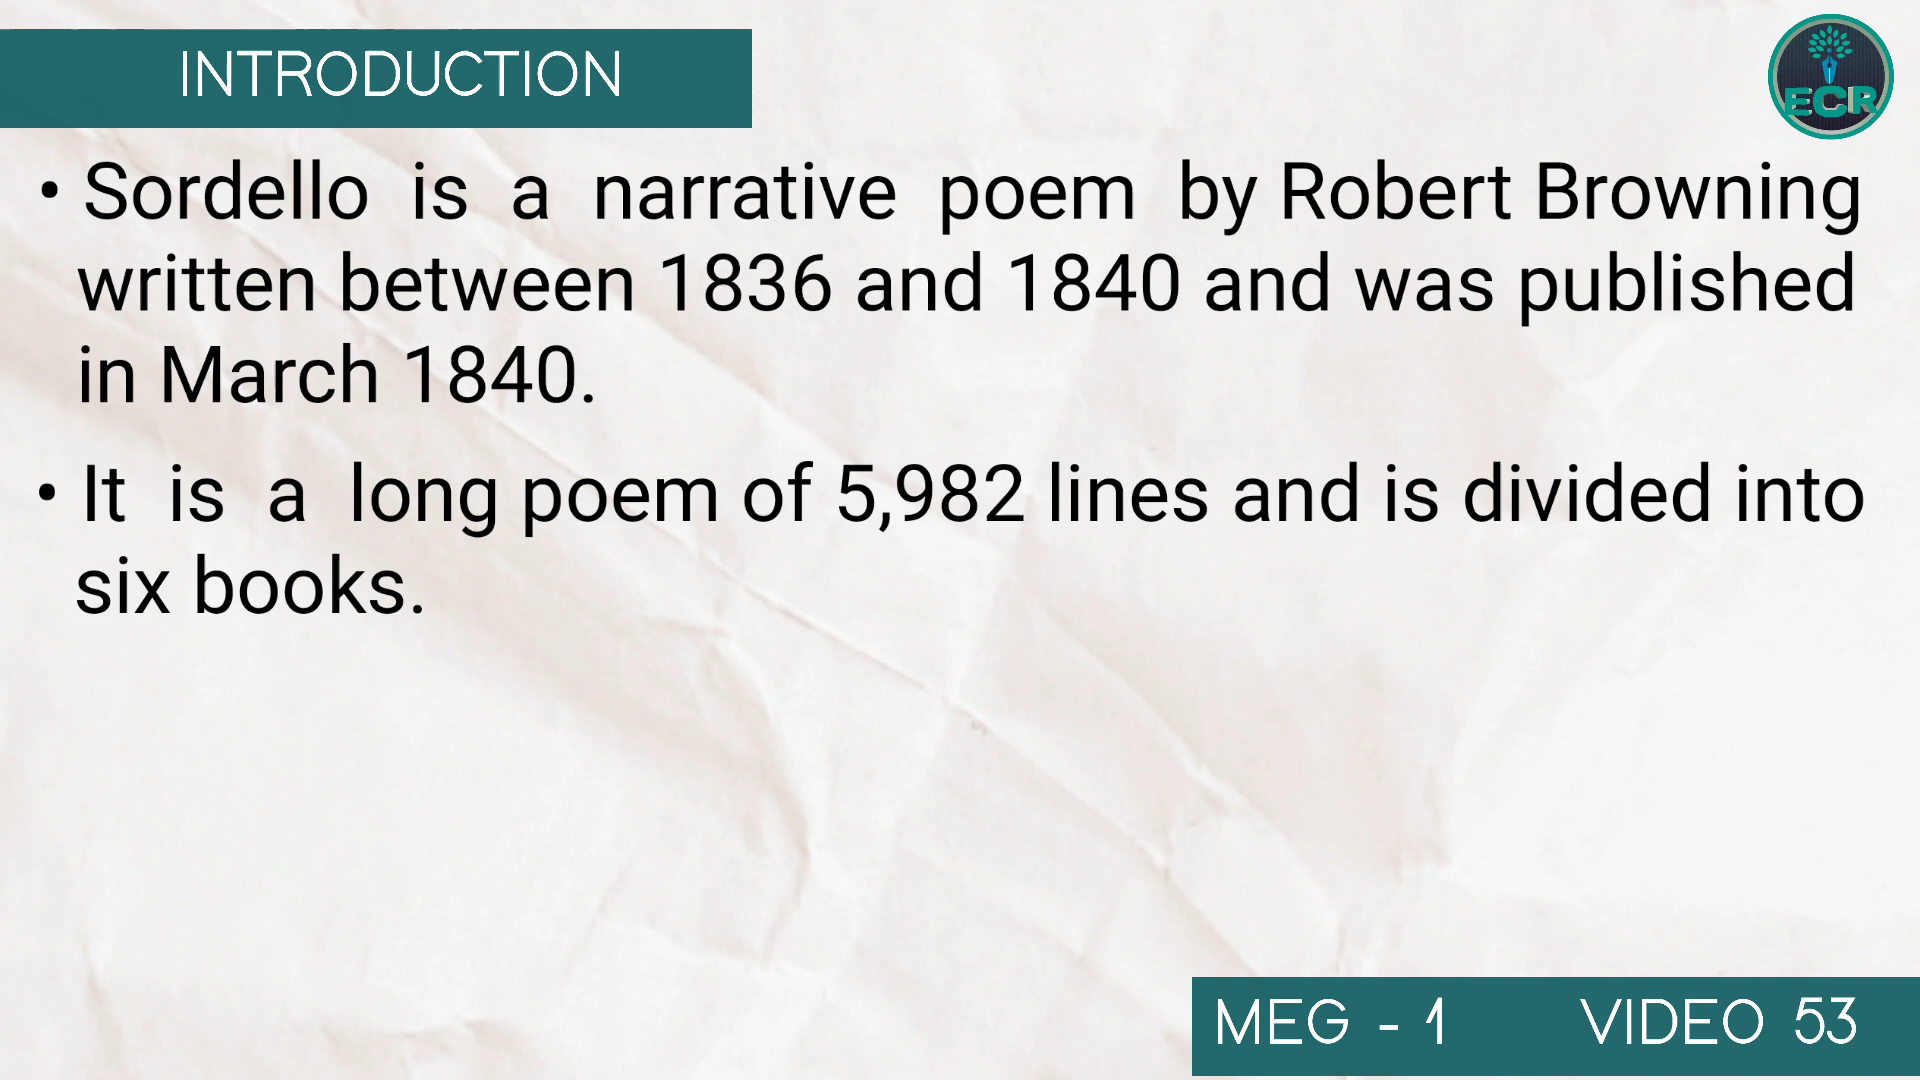 INTRODUCTION
ECR
• Sordello is a narrative poem by Robert Browning
written between 1836 and 1840 and was published
in March 1840.
• It is a long poem of 5,982 lines and is divided into
six books.
MEG - 1 VIDEO 53